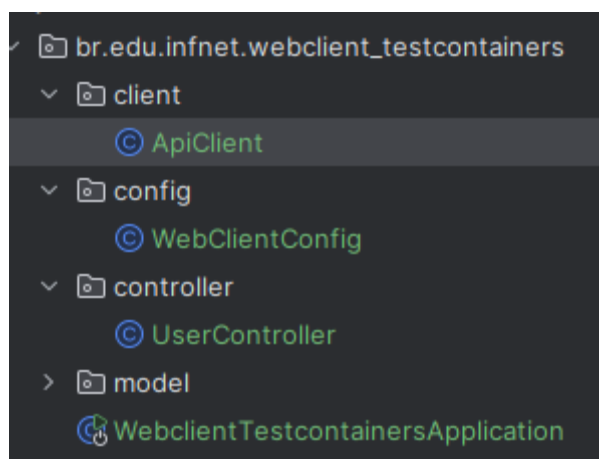 br.edu.infnet.webclient_testcontainers
client
ApiClient
config
WebClientConfig
controller
UserController
model
WebclientTestcontainersApplication